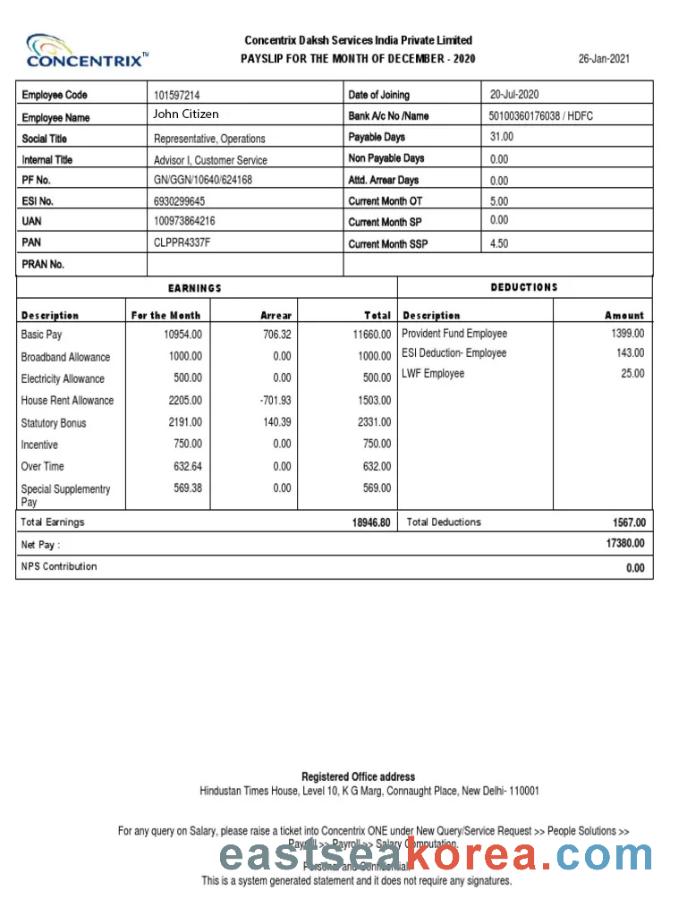 CONCENTRIX™
Concentrix Daksh Services India Private Limited
PAYSLIP FOR THE MONTH OF DECEMBER - 2020 26-Jan-2021
Employee Code 101597214 Date of Joining 20-Jul-2020
Employee Name John Citizen Bank A/c No /Name 50100360176038 / HDFC
Social Title Representative, Operations Payable Days 31.00
Internal Title Advisor I, Customer Service Non Payable Days 0.00
PF No. GN/GGN/10640/624168 Attd. Arrear Days 0.00
ESI No. 6930299645 Current Month OT 5.00
UAN 100973864216 Current Month SP 0.00
PAN CLPPR4337F Current Month SSP 4.50
PRAN No.
EARNINGS DEDUCTIONS
Description For the Month Arrear Total Description Amount
Basic Pay 10954.00 706.32 11660.00 Provident Fund Employee 1399.00
Broadband Allowance 1000.00 0.00 1000.00 ESI Deduction- Employee 143.00
Electricity Allowance 500.00 0.00 500.00 LWF Employee 25.00
House Rent Allowance 2205.00 -701.93 1503.00
Statutory Bonus 2191.00 140.39 2331.00
Incentive 750.00 0.00 750.00
Over Time 632.64 0.00 632.00
Special Supplementry 569.38 0.00 569.00
Pay
Total Earnings 18946.80 Total Deductions 1567.00
Net Pay : 17380.00
NPS Contribution 0.00
Registered Office address
Hindustan Times House, Level 10, K G Marg, Connaught Place, New Delhi- 110001
For any query on Salary, please raise a ticket into Concentrix ONE under New Query/Service Request >> People Solutions >>
Payroll >> Payroll >> Salary Computation.
eastseakorea.com
Personal and Confidential
This is a system generated statement and it does not require any signatures.